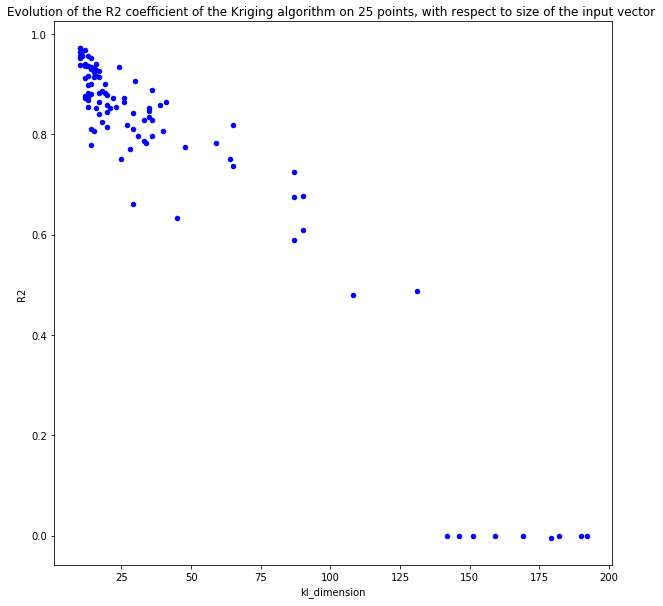 Evolution of the R2 coefficient of the Kriging algorithm on 25 points, with respect to size of the input vector
1.0
0.8
0.6
0.4
0.2
0.0
R2
25 50 75 100 125 150 175 200
kl_dimension